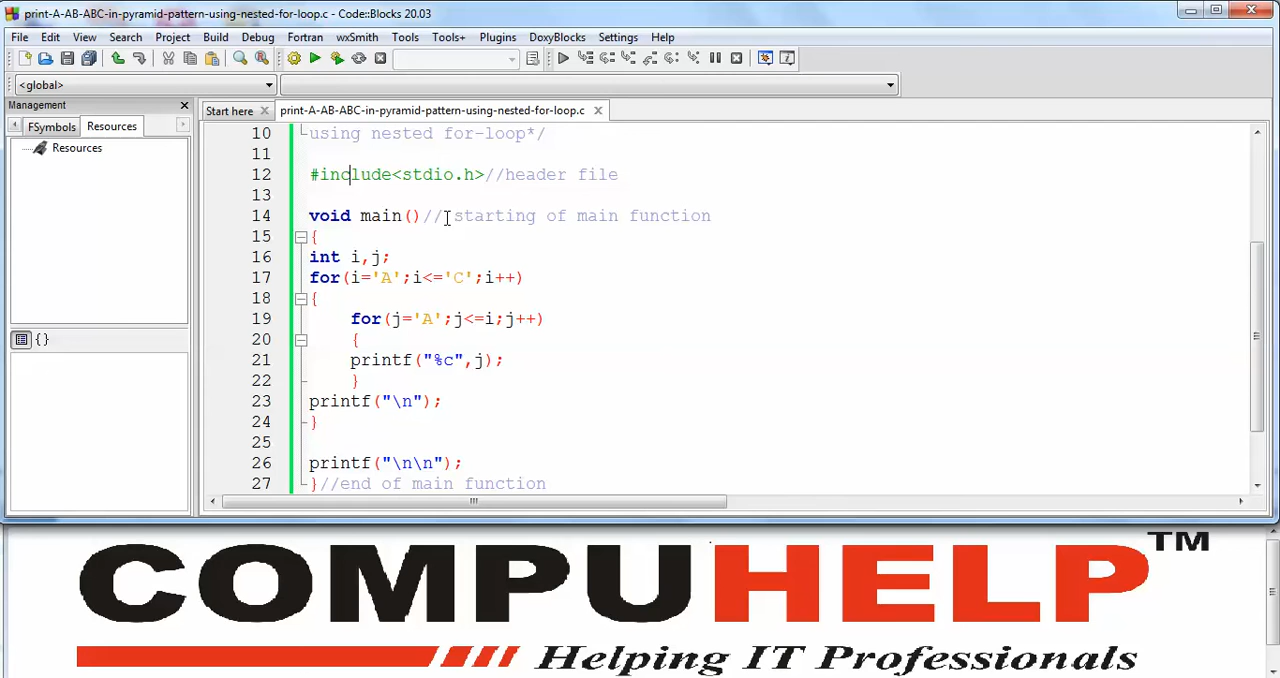 print-A-AB-ABC-in-pyramid-pattern-using-nested-for-loop.c - Code::Blocks 20.03
File Edit View Search Project Build Debug Fortran wxSmith Tools Tools+ Plugins DoxyBlocks Settings Help
<global>
Management
Start here print-A-AB-ABC-in-pyramid-pattern-using-nested-for-loop.c
FSymbols Resources
Resources
10 using nested for-loop*/
11
12 #include<stdio.h>//header file
13
14 void main()// starting of main function
15 {
16 int i,j;
17 for(i='A';i<='C';i++)
18 {
19 for(j='A';j<=i;j++)
20 {
21 printf("%c",j);
22 }
23 printf("\n");
24 }
25
26 printf("\n\n");
27 }//end of main function
{}
COMPUHELP™
Helping IT Professionals